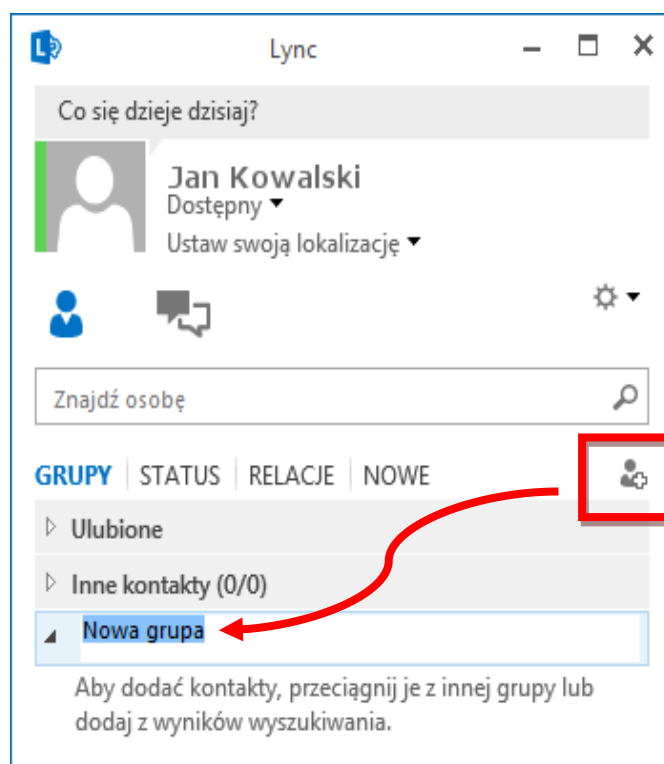 Lync
Co się dzieje dzisiaj?
Jan Kowalski
Dostępny
Ustaw swoją lokalizację
Znajdź osobę
GRUPY STATUS RELACJE NOWE
Ulubione
Inne kontakty (0/0)
Nowa grupa
Aby dodać kontakty, przeciągnij je z innej grupy lub
dodaj z wyników wyszukiwania.